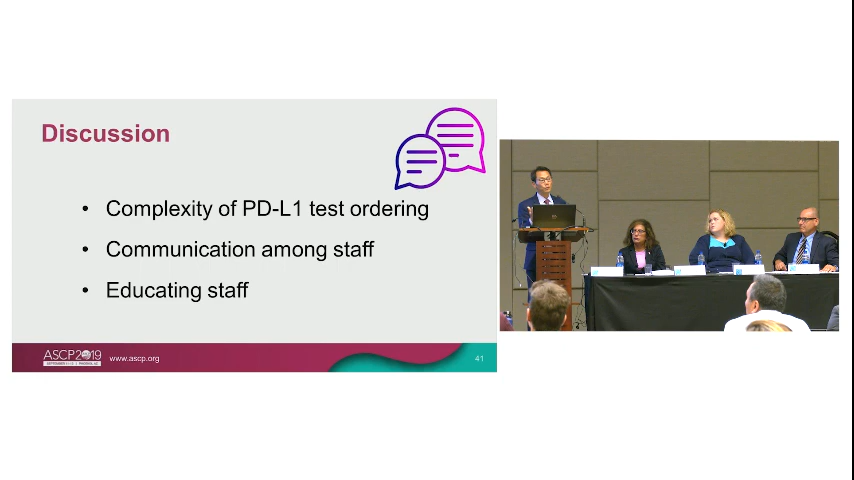 Discussion
• Complexity of PD-L1 test ordering
• Communication among staff
• Educating staff
ASCP2019
www.ascp.org
41